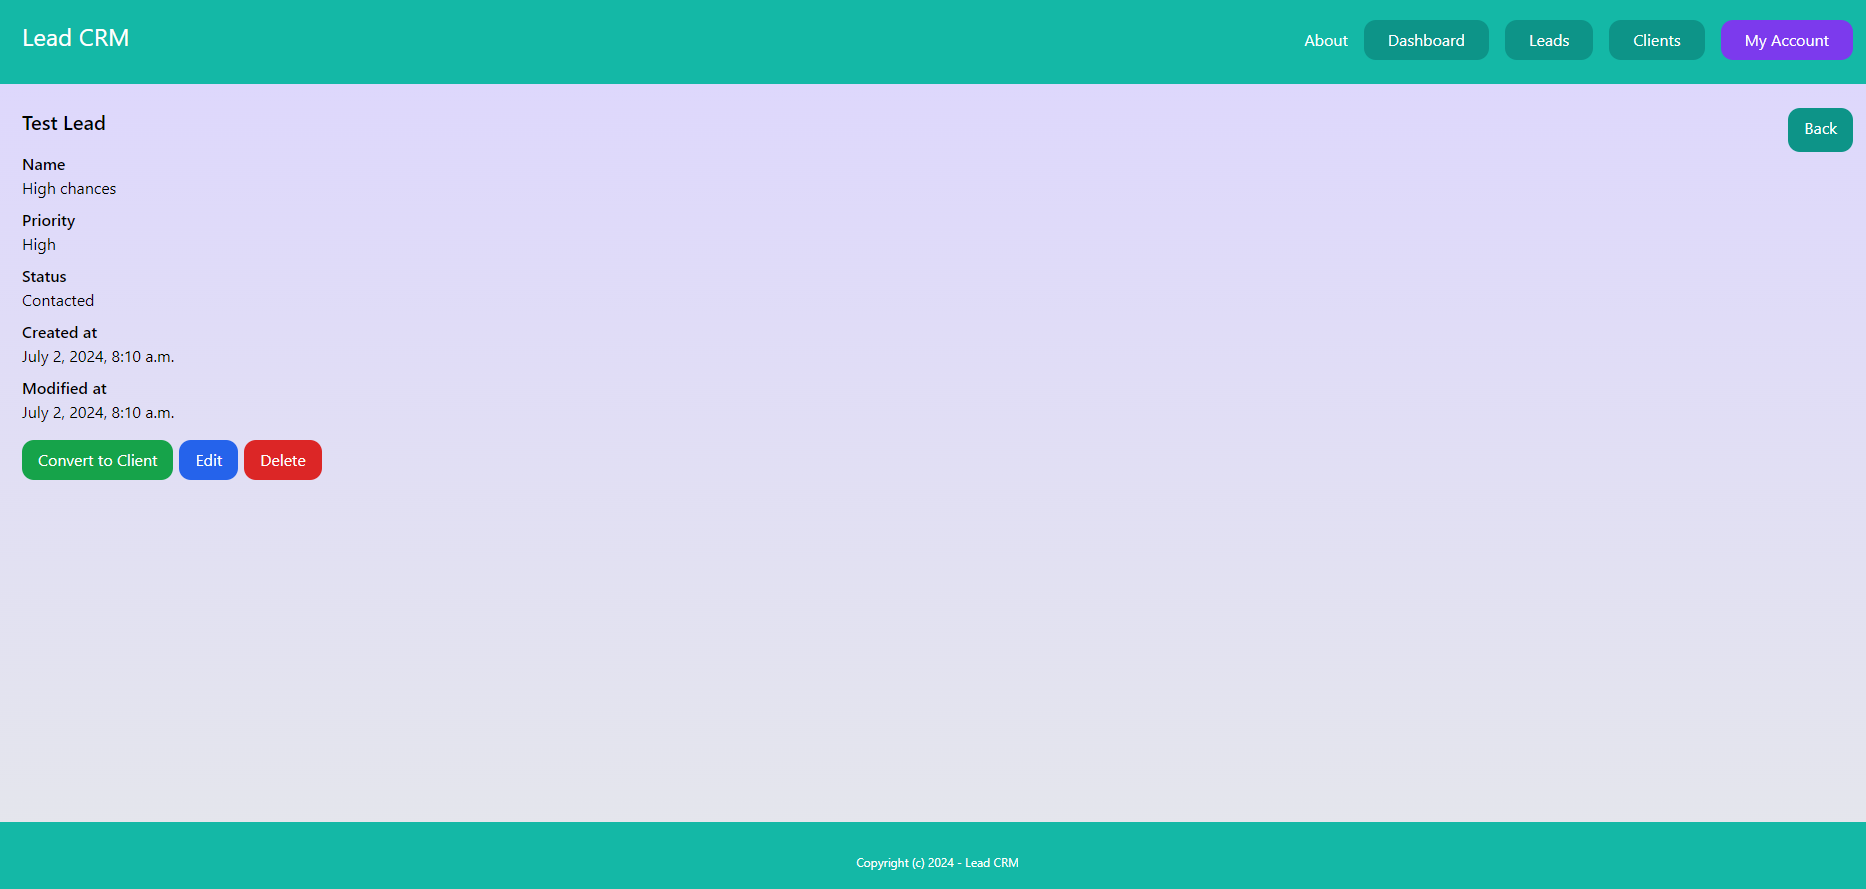 Lead CRM
About Dashboard Leads Clients My Account
Test Lead
Back
Name
High chances
Priority
High
Status
Contacted
Created at
July 2, 2024, 8:10 a.m.
Modified at
July 2, 2024, 8:10 a.m.
Convert to Client Edit Delete
Copyright (c) 2024 - Lead CRM